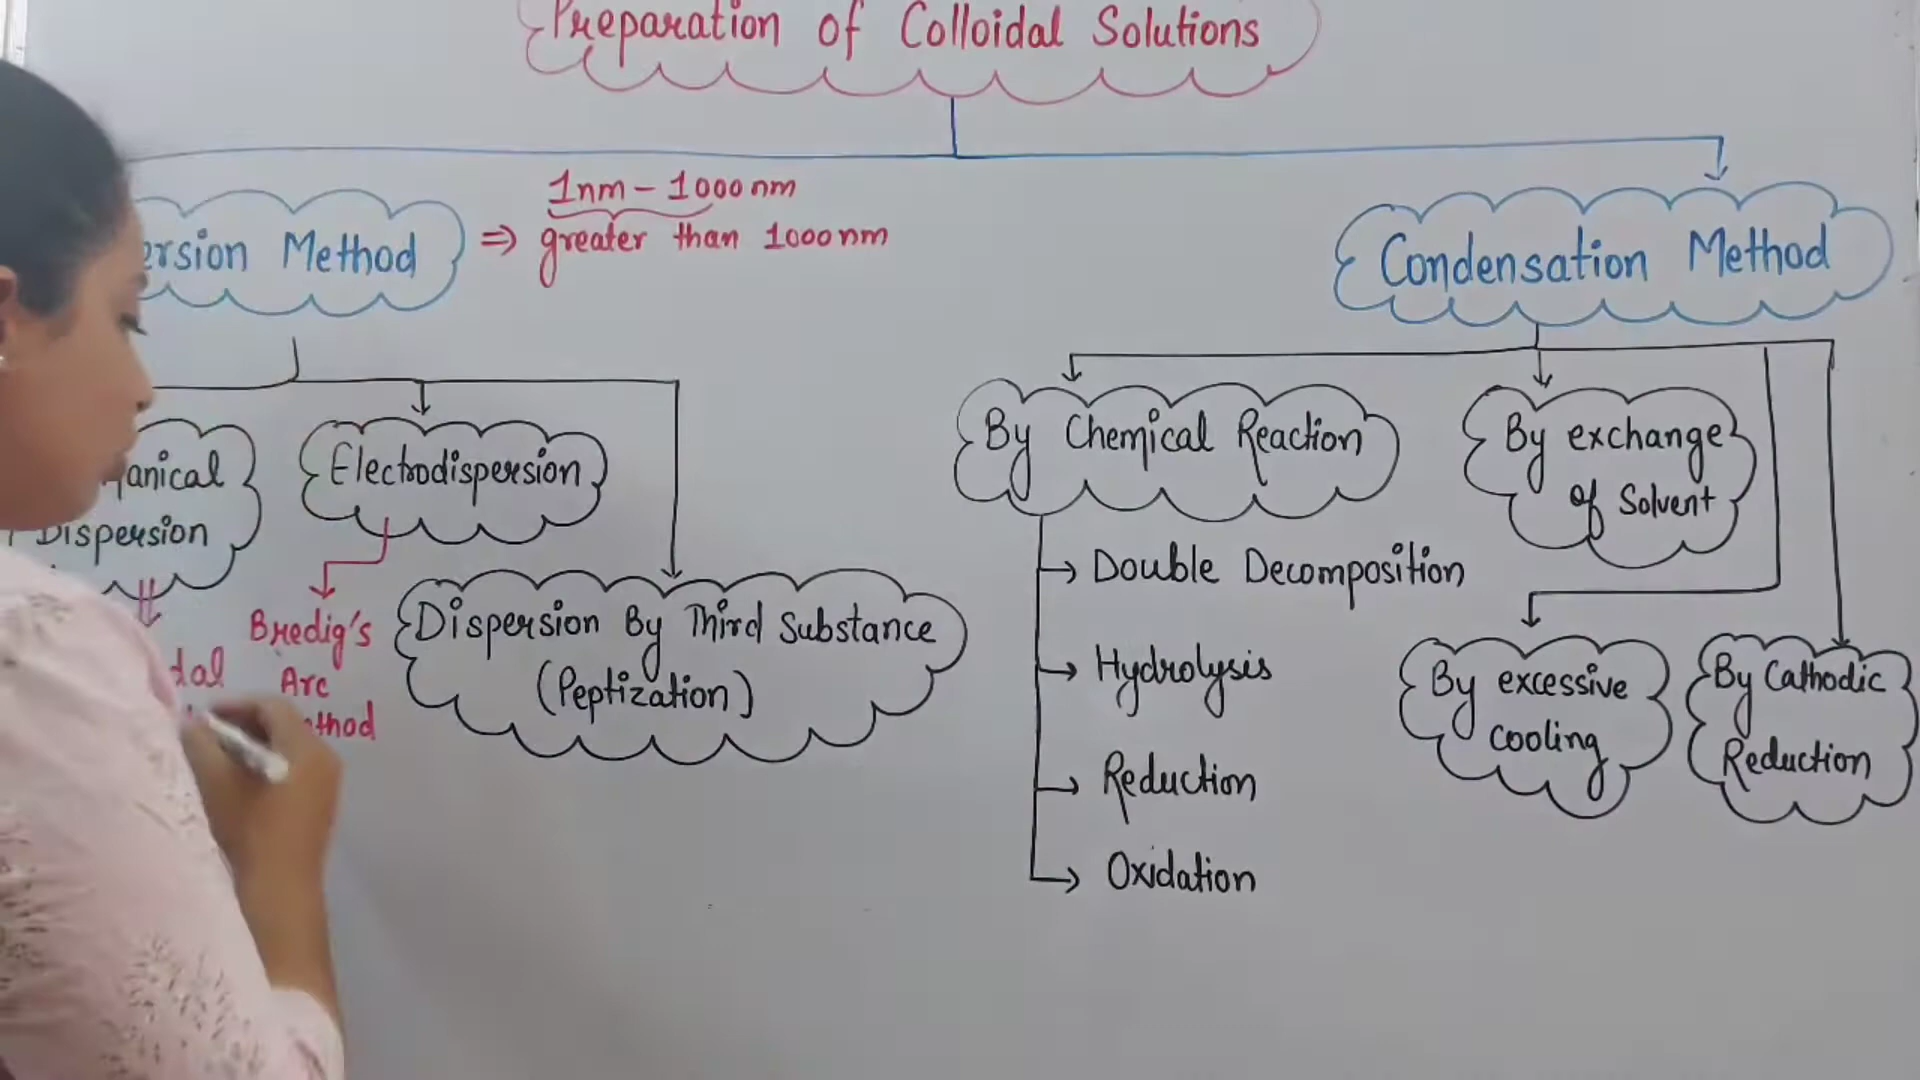 Preparation of Colloidal Solutions
1nm - 1000nm
ersion Method ⇒ greater than 1000nm
Condensation Method
anical
Dispersion
Electrodispersion
Bredig's
Arc
thod
dal
Dispersion By Third Substance
(Peptization)
By Chemical Reaction
→ Double Decomposition
→ Hydrolysis
→ Reduction
→ Oxidation
By exchange
of Solvent
By excessive
cooling
By Cathodic
Reduction